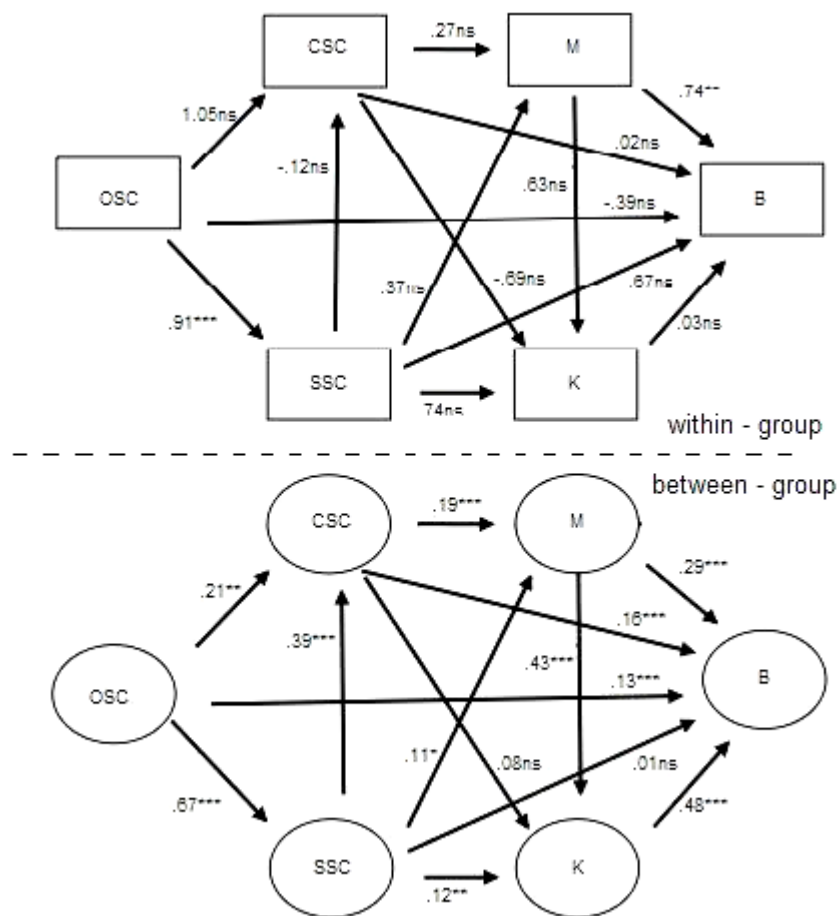 .27ns
CSC
M
1.05ns
.74**
-.12ns
.02ns
.63ns
OSC
-.39ns
B
.37ns
-.69ns
.67ns
.91***
.03ns
SSC
K
74ns
within - group
between - group
.19***
CSC
M
.21**
.29***
.16***
.39***
.43***
OSC
.13***
B
.11*
.08ns
.01ns
.67***
.48***
SSC
K
.12**